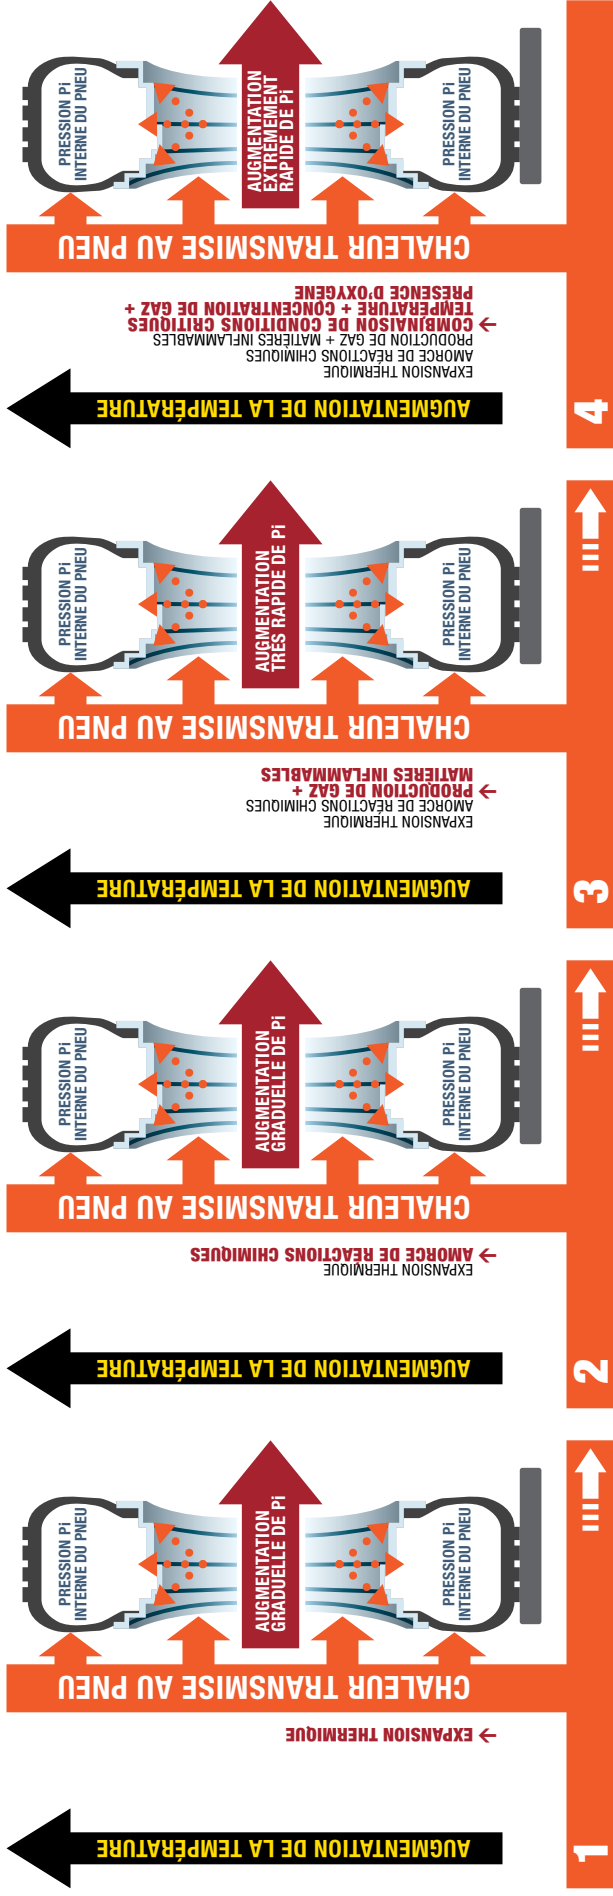 1
AUGMENTATION DE LA TEMPÉRATURE
→ EXPANSION THERMIQUE
CHALEUR TRANSMISE AU PNEU
PRESSION Pi
INTERNE DU PNEU
AUGMENTATION
GRADUELLE DE Pi
PRESSION Pi
INTERNE DU PNEU
2
AUGMENTATION DE LA TEMPÉRATURE
EXPANSION THERMIQUE
→ AMORCE DE RÉACTIONS CHIMIQUES
CHALEUR TRANSMISE AU PNEU
PRESSION Pi
INTERNE DU PNEU
AUGMENTATION
GRADUELLE DE Pi
PRESSION Pi
INTERNE DU PNEU
3
AUGMENTATION DE LA TEMPÉRATURE
EXPANSION THERMIQUE
AMORCE DE RÉACTIONS CHIMIQUES
→ PRODUCTION DE GAZ +
MATIÈRES INFLAMMABLES
CHALEUR TRANSMISE AU PNEU
PRESSION Pi
INTERNE DU PNEU
AUGMENTATION
TRÈS RAPIDE DE Pi
PRESSION Pi
INTERNE DU PNEU
4
AUGMENTATION DE LA TEMPÉRATURE
EXPANSION THERMIQUE
AMORCE DE RÉACTIONS CHIMIQUES
PRODUCTION DE GAZ + MATIÈRES INFLAMMABLES
→ COMBINAISON DE CONDITIONS CRITIQUES
TEMPÉRATURE + CONCENTRATION DE GAZ +
PRÉSENCE D'OXYGÈNE
CHALEUR TRANSMISE AU PNEU
PRESSION Pi
INTERNE DU PNEU
AUGMENTATION
EXTRÊMEMENT
RAPIDE DE Pi
PRESSION Pi
INTERNE DU PNEU